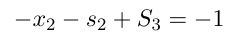 −x₂ − s₂ + S₃ = −1